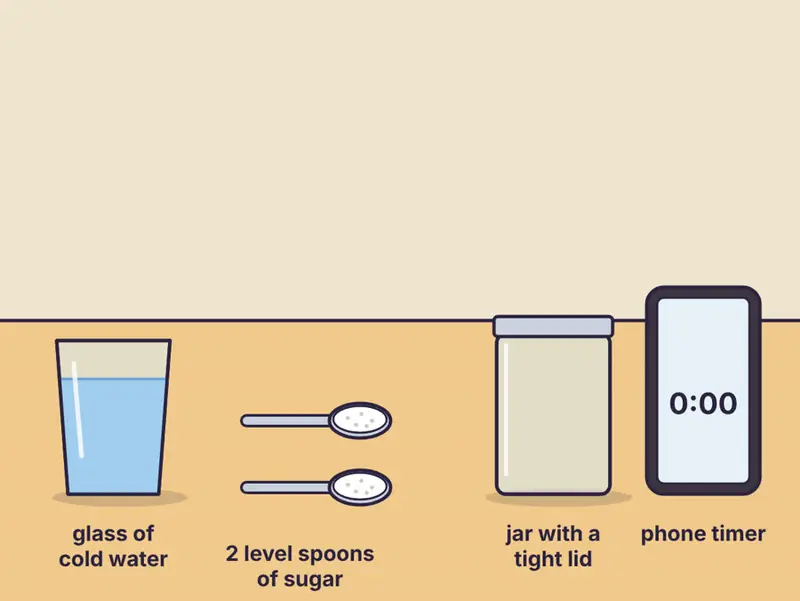 0:00
glass of
cold water
2 level spoons
of sugar
jar with a
tight lid
phone timer